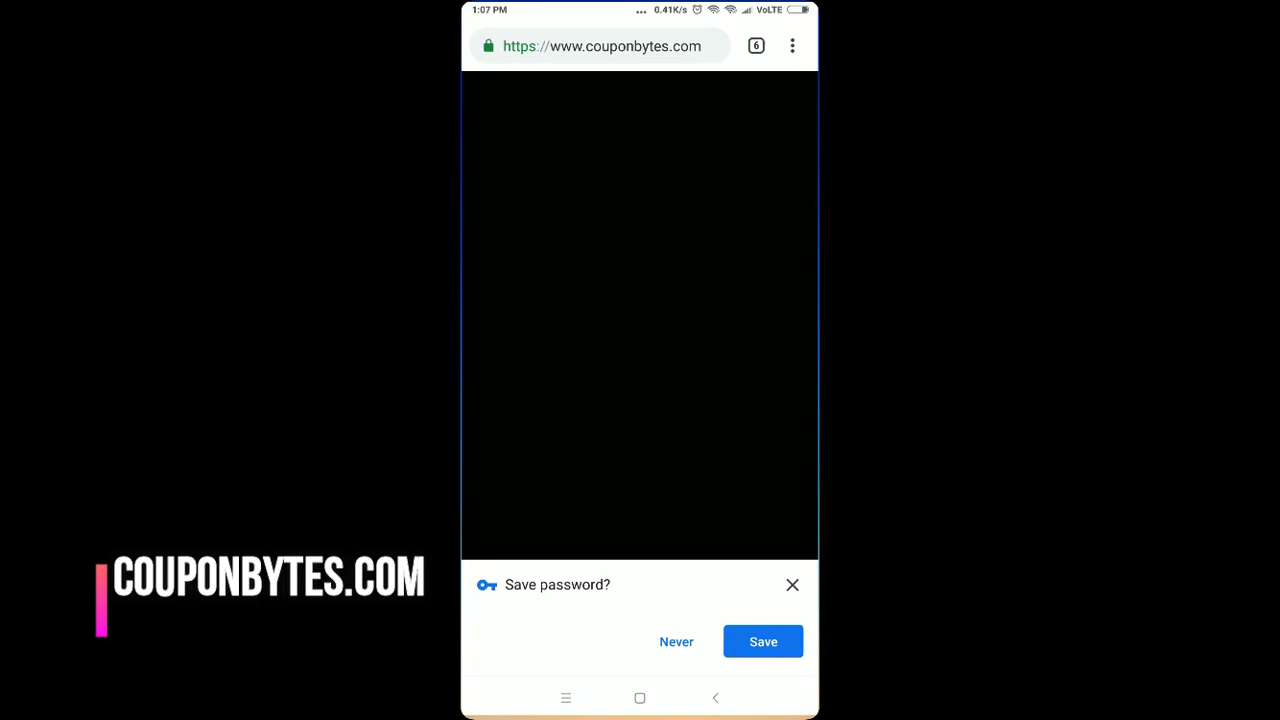 1:07 PM ... 0.41K/s VoLTE
https://www.couponbytes.com 6
COUPONBYTES.COM
Save password?
Never Save